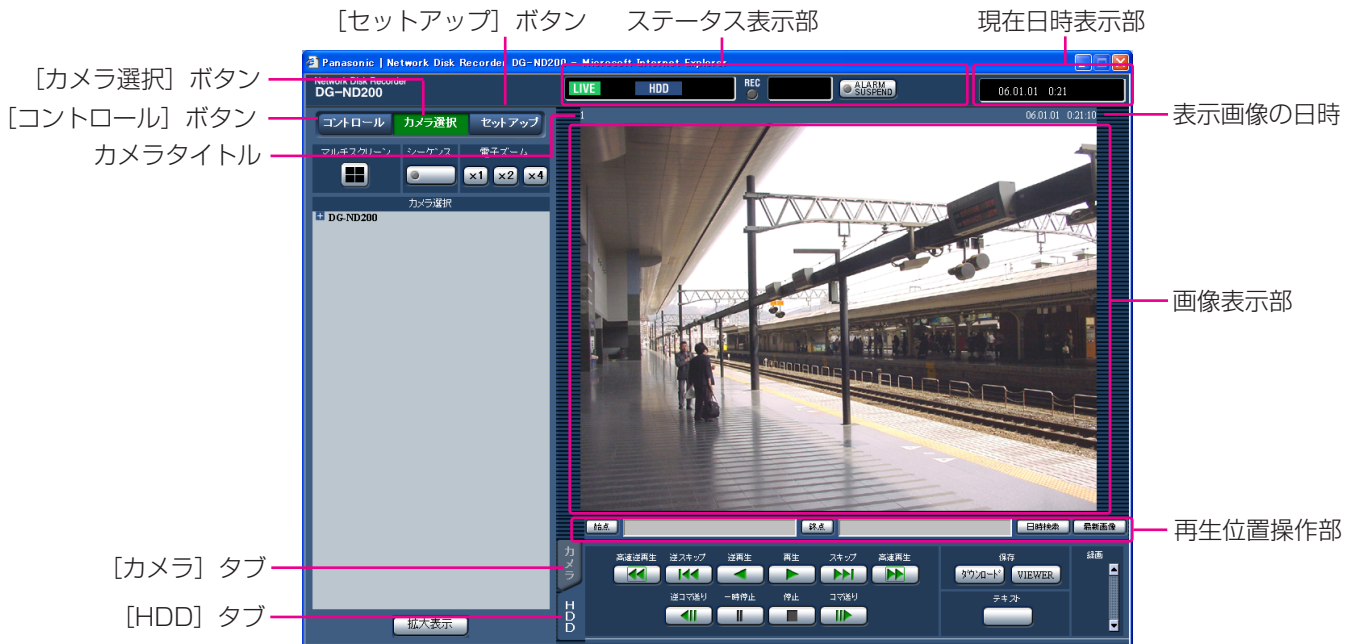 ［セットアップ］ボタン
ステータス表示部
現在日時表示部
［カメラ選択］ボタン
［コントロール］ボタン
カメラタイトル
表示画像の日時
画像表示部
再生位置操作部
［カメラ］タブ
［HDD］タブ
Panasonic | Network Disk Recorder DG-ND200 - Microsoft Internet Explorer
Network Disk Recorder
DG-ND200
LIVE HDD REC ALARM SUSPEND
06.01.01 0:21
コントロール カメラ選択 セットアップ
1 06.01.01 0:21:10
マルチスクリーン シーケンス 電子ズーム
×1 ×2 ×4
カメラ選択
DG-ND200
拡大表示
始点 終点 日時検索 最新画像
カメラ
HDD
高速逆再生 逆スキップ 逆再生 再生 スキップ 高速再生
逆コマ送り 一時停止 停止 コマ送り
保存
ダウンロード VIEWER
テキスト
録画